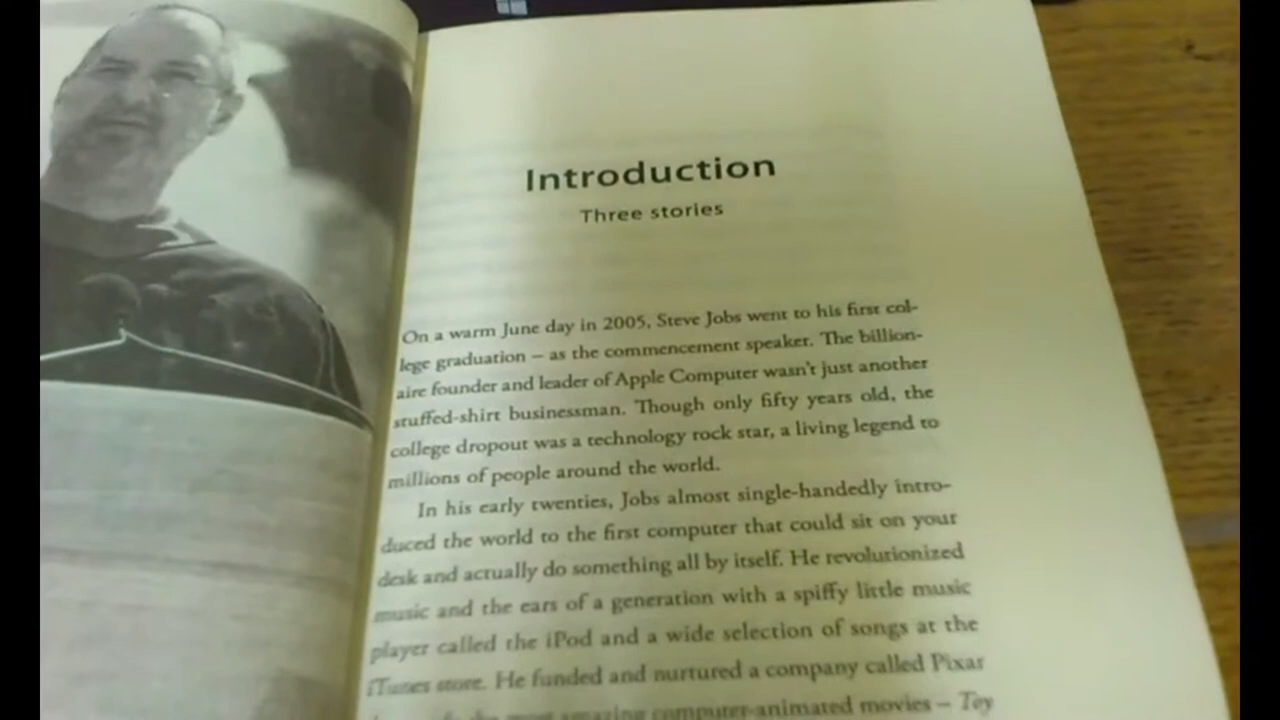 Introduction
Three stories
On a warm June day in 2005, Steve Jobs went to his first col-
lege graduation – as the commencement speaker. The billion-
aire founder and leader of Apple Computer wasn't just another
stuffed-shirt businessman. Though only fifty years old, the
college dropout was a technology rock star, a living legend to
millions of people around the world.
In his early twenties, Jobs almost single-handedly intro-
duced the world to the first computer that could sit on your
desk and actually do something all by itself. He revolutionized
music and the ears of a generation with a spiffy little music
player called the iPod and a wide selection of songs at the
iTunes store. He funded and nurtured a company called Pixar
the most amazing computer-animated movies – Toy